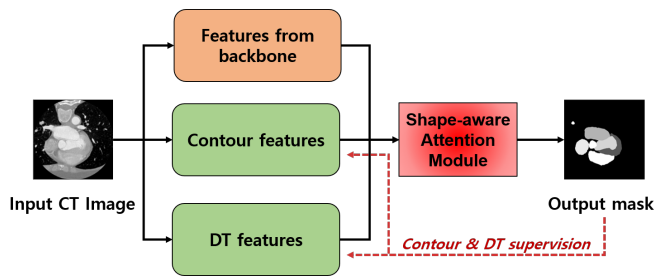 Features from
backbone
Contour features
Shape-aware
Attention
Module
Input CT Image
Output mask
DT features
Contour & DT supervision